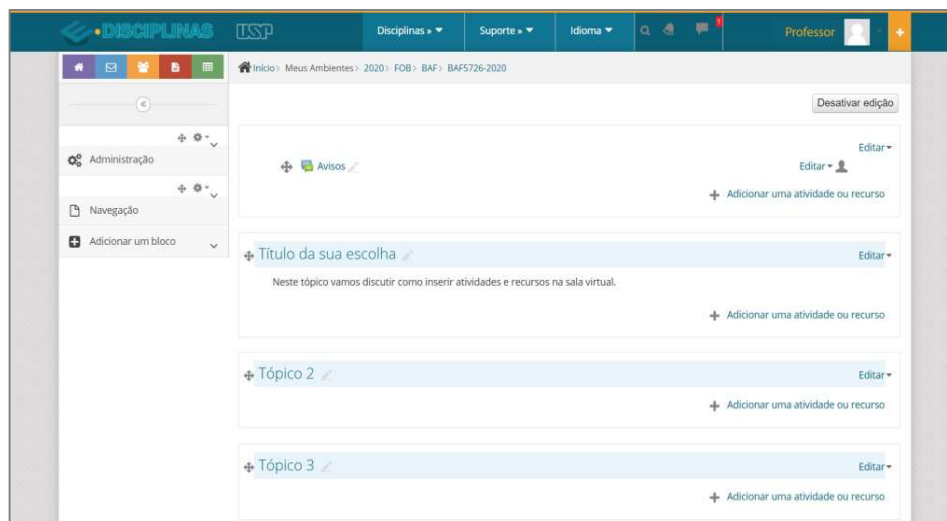 e·DISCIPLINAS USP Disciplinas » Suporte » Idioma 1 Professor
Início > Meus Ambientes > 2020 > FOB > BAF > BAF5726-2020
Desativar edição
Editar
Administração
Avisos Editar
Adicionar uma atividade ou recurso
Navegação
Adicionar um bloco
Título da sua escolha Editar
Neste tópico vamos discutir como inserir atividades e recursos na sala virtual.
Adicionar uma atividade ou recurso
Tópico 2 Editar
Adicionar uma atividade ou recurso
Tópico 3 Editar
Adicionar uma atividade ou recurso